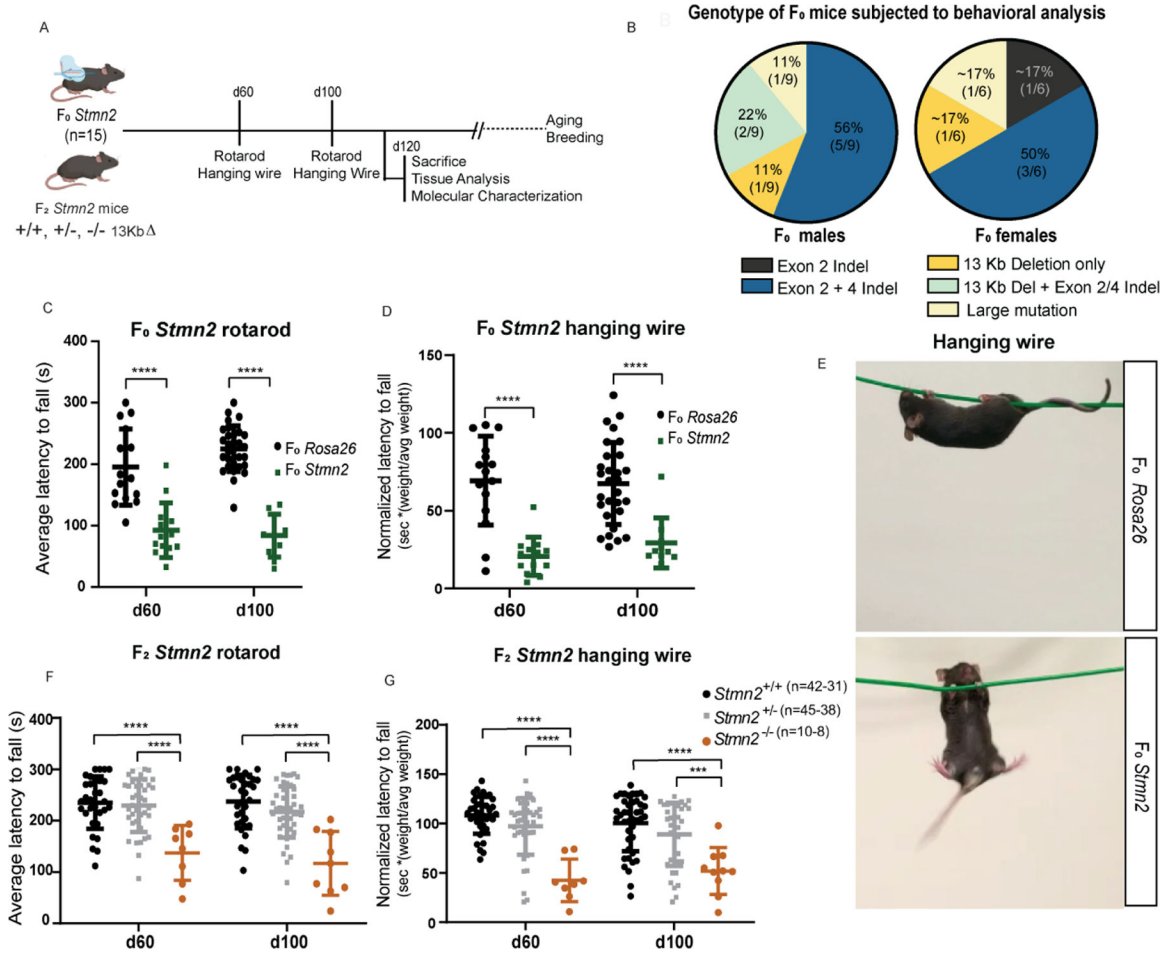 A
F₀ Stmn2
(n=15)
F₂ Stmn2 mice
+/+, +/-, -/- 13Kb Δ
d60
d100
Rotarod
Hanging wire
Rotarod
Hanging Wire
d120
Sacrifice
Tissue Analysis
Molecular Characterization
Aging
Breeding
B
B
Genotype of F₀ mice subjected to behavioral analysis
11%
(1/9)
22%
(2/9)
56%
(5/9)
11%
(1/9)
F₀ males
~17%
(1/6)
~17%
(1/6)
~17%
(1/6)
50%
(3/6)
F₀ females
Exon 2 Indel
Exon 2 + 4 Indel
13 Kb Deletion only
13 Kb Del + Exon 2/4 Indel
Large mutation
C
F₀ Stmn2 rotarod
Average latency to fall (s)
400
300
200
100
0
****
****
F₀ Rosa26
F₀ Stmn2
d60
d100
D
F₀ Stmn2 hanging wire
Normalized latency to fall
(sec *(weight/avg weight))
150
100
50
0
****
****
F₀ Rosa26
F₀ Stmn2
d60
d100
E
Hanging wire
F₀ Rosa26
F₀ Stmn2
F
F₂ Stmn2 rotarod
Average latency to fall (s)
400
300
200
100
0
****
****
****
****
d60
d100
G
F₂ Stmn2 hanging wire
Normalized latency to fall
(sec *(weight/avg weight))
200
150
100
50
0
****
****
****
***
d60
d100
Stmn2+/+ (n=42-31)
Stmn2+/- (n=45-38)
Stmn2-/- (n=10-8)